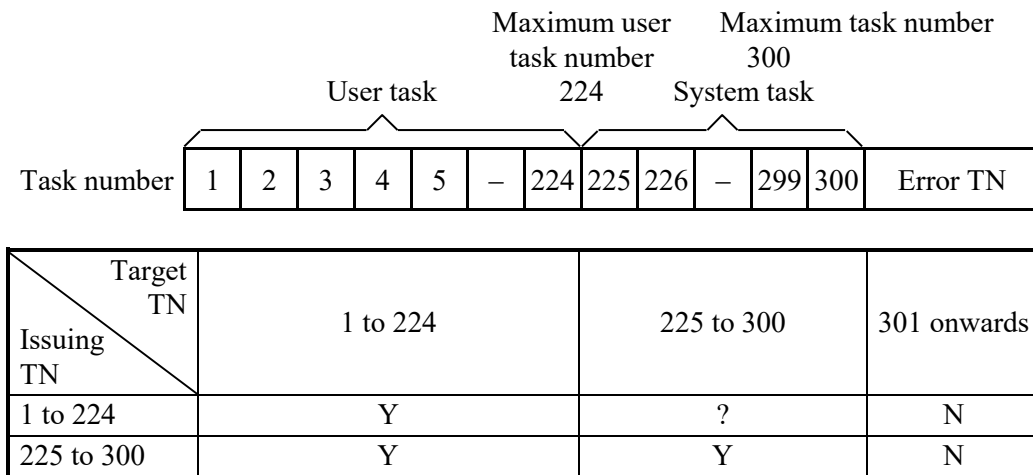 Maximum user Maximum task number
task number 300
User task 224 System task
Task number 1 2 3 4 5 – 224 225 226 – 299 300 Error TN
Target
TN
Issuing
TN
1 to 224 225 to 300 301 onwards
1 to 224 Y ? N
225 to 300 Y Y N